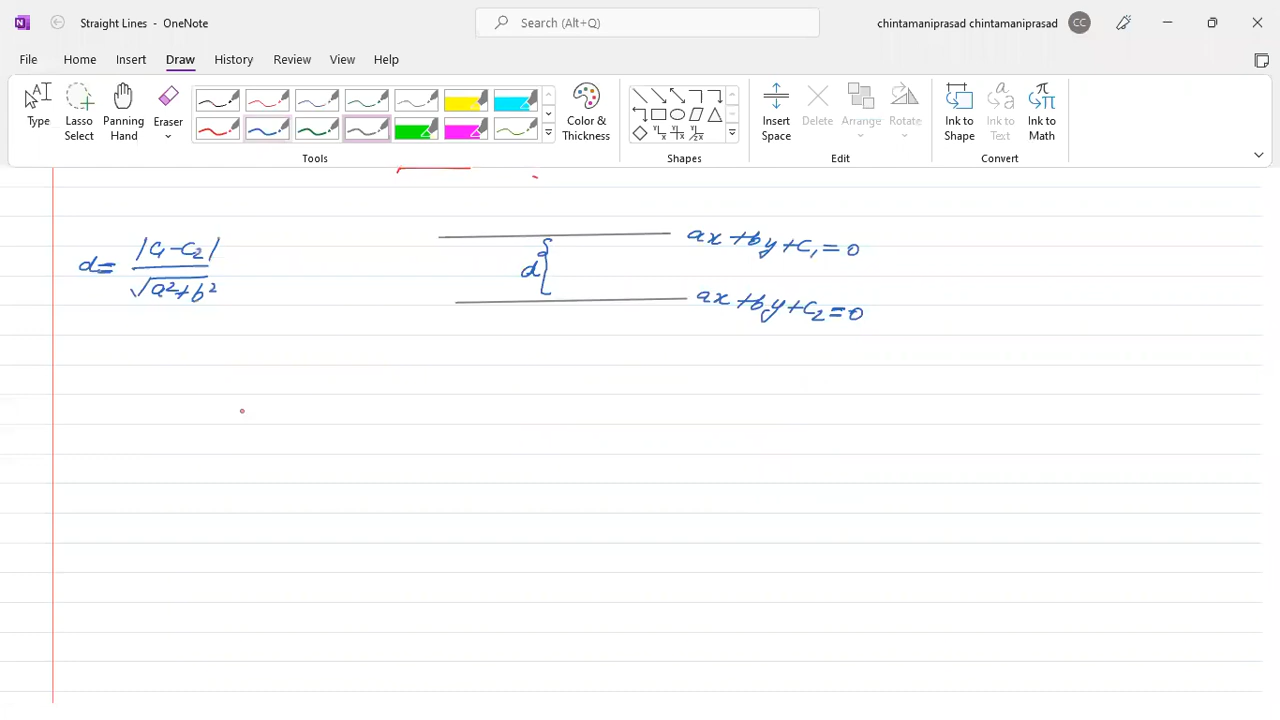 Straight Lines - OneNote
Search (Alt+Q)
chintamaniprasad chintamaniprasad CC
File Home Insert Draw History Review View Help
Type Lasso Select Panning Hand Eraser Color & Thickness Insert Space Delete Arrange Rotate Ink to Shape Ink to Text Ink to Math
Tools Shapes Edit Convert
d = |c₁ - c₂| / √(a² + b²)
d{
ax + by + c₁ = 0
ax + by + c₂ = 0